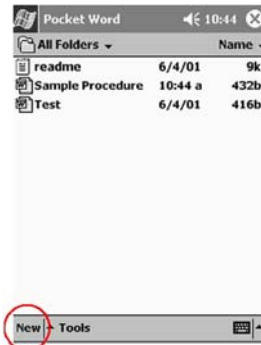 Pocket Word 10:44
All Folders Name
readme 6/4/01 9k
Sample Procedure 10:44 a 432b
Test 6/4/01 416b
New Tools